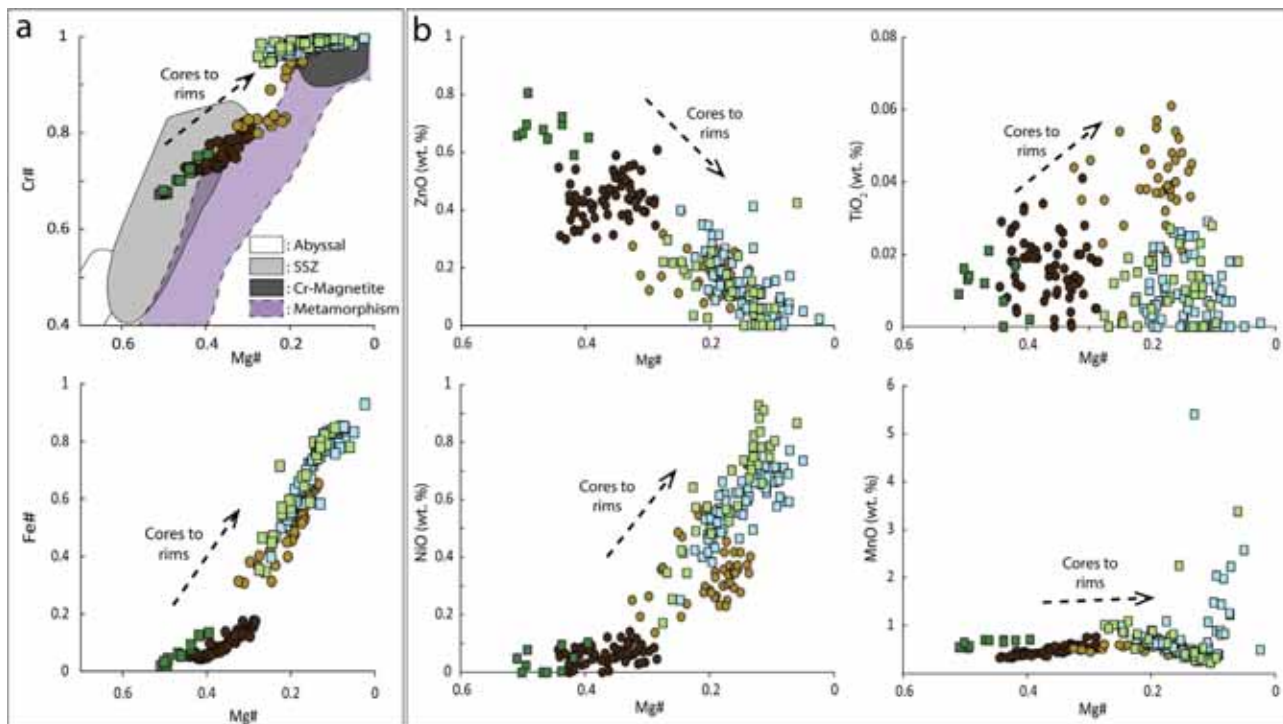 a
Cr#
1
0.8
0.6
0.4
Cores to
rims
: Abyssal
: SSZ
: Cr-Magnetite
: Metamorphism
0.6
0.4
0.2
0
Mg#
Fe#
1
0.8
0.6
0.4
0.2
0
Cores to
rims
0.6
0.4
0.2
0
Mg#
b
ZnO (wt. %)
1
0.8
0.6
0.4
0.2
0
Cores to
rims
0.6
0.4
0.2
0
Mg#
TiO2 (wt. %)
0.08
0.06
0.04
0.02
0
Cores to
rims
0.6
0.4
0.2
0
Mg#
NiO (wt. %)
1
0.8
0.6
0.4
0.2
0
Cores to
rims
0.6
0.4
0.2
0
Mg#
MnO (wt. %)
6
5
4
3
2
1
Cores to
rims
0.6
0.4
0.2
0
Mg#